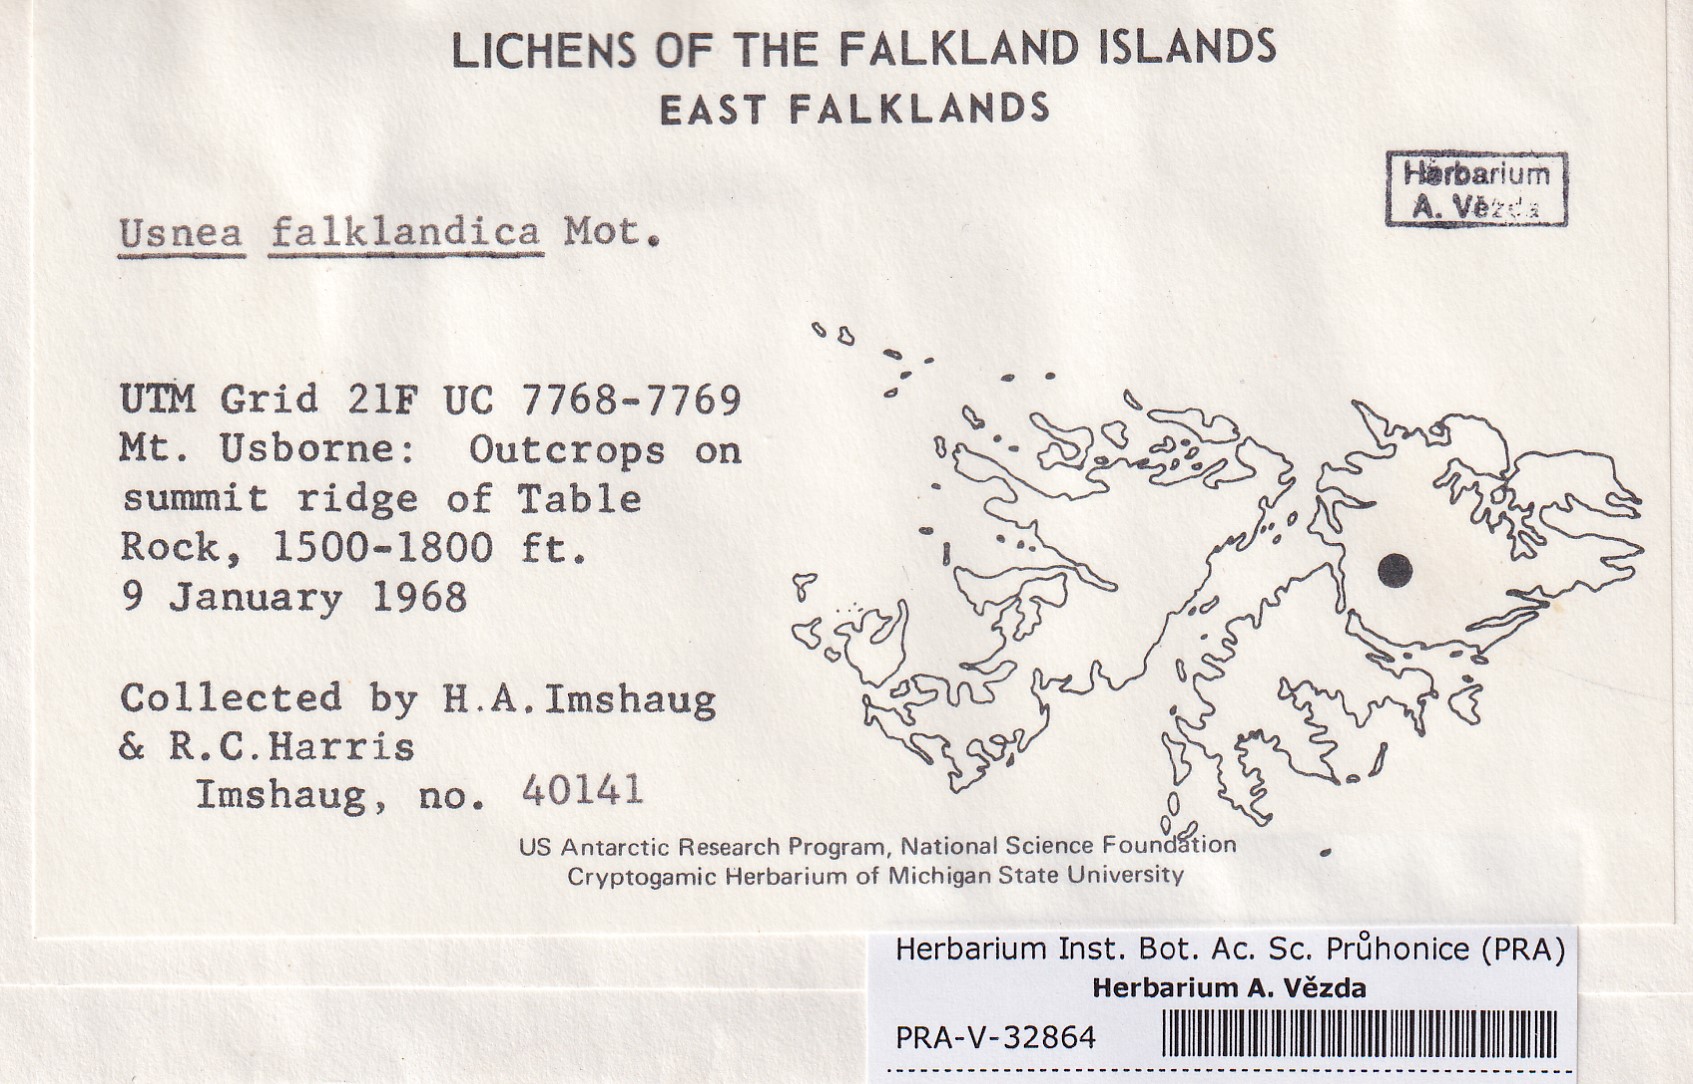 LICHENS OF THE FALKLAND ISLANDS
EAST FALKLANDS
Herbarium
A. Vězda
Usnea falklandica Mot.
UTM Grid 21F UC 7768-7769
Mt. Usborne: Outcrops on
summit ridge of Table
Rock, 1500-1800 ft.
9 January 1968
Collected by H.A.Imshaug
& R.C.Harris
Imshaug, no. 40141
US Antarctic Research Program, National Science Foundation
Cryptogamic Herbarium of Michigan State University
Herbarium Inst. Bot. Ac. Sc. Průhonice (PRA)
Herbarium A. Vězda
PRA-V-32864